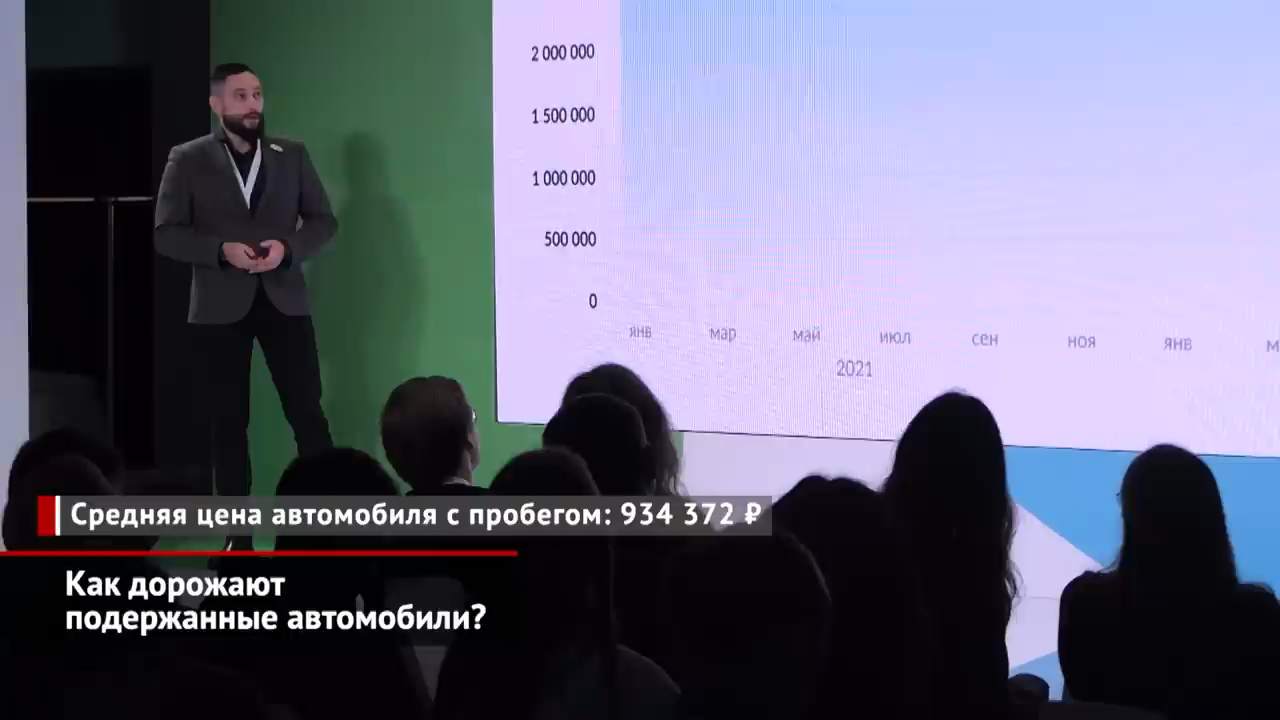 2 000 000
1 500 000
1 000 000
500 000
0
янв мар май июл сен ноя янв
2021
Средняя цена автомобиля с пробегом: 934 372 ₽
Как дорожают
подержанные автомобили?